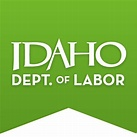 IDAHO
DEPT. OF LABOR